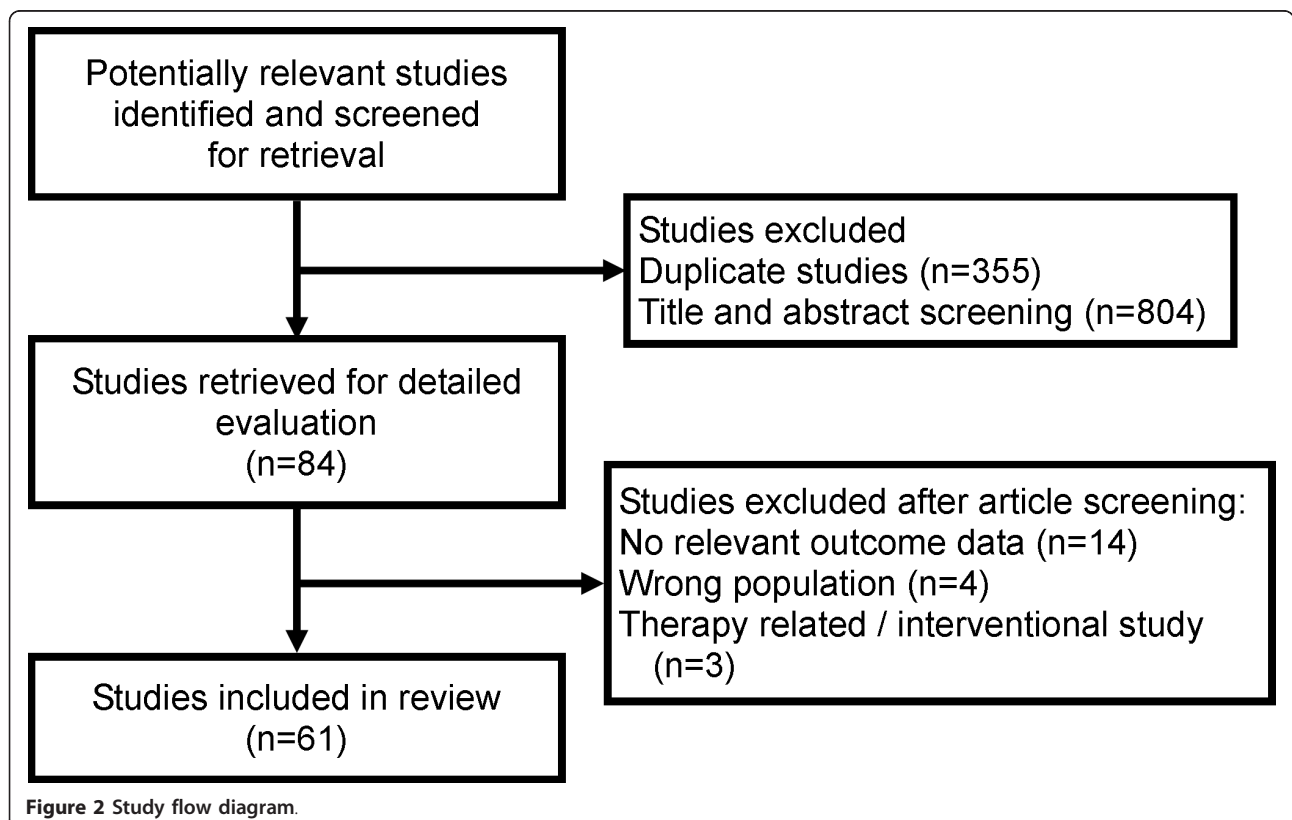 Potentially relevant studies
identified and screened
for retrieval
Studies excluded
Duplicate studies (n=355)
Title and abstract screening (n=804)
Studies retrieved for detailed
evaluation
(n=84)
Studies excluded after article screening:
No relevant outcome data (n=14)
Wrong population (n=4)
Therapy related / interventional study
(n=3)
Studies included in review
(n=61)
Figure 2 Study flow diagram.